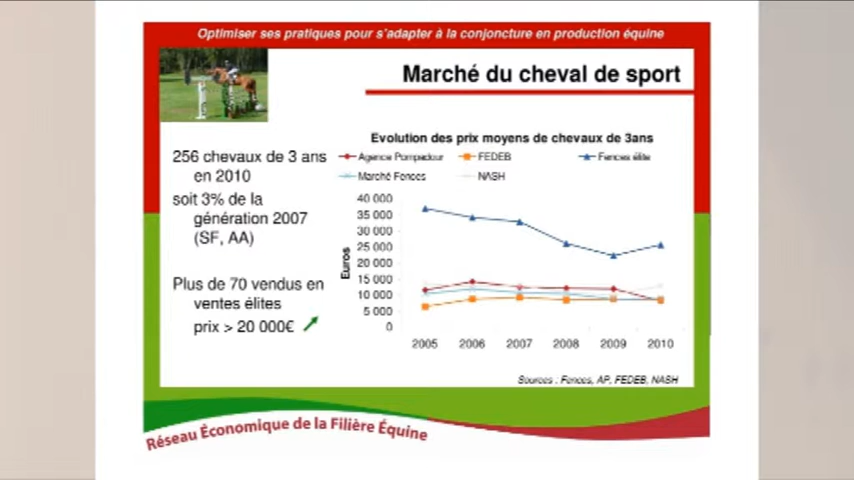 Optimiser ses pratiques pour s'adapter à la conjoncture en production équine
Marché du cheval de sport
256 chevaux de 3 ans
en 2010
soit 3% de la
génération 2007
(SF, AA)
Plus de 70 vendus en
ventes élites
prix > 20 000€
Evolution des prix moyens de chevaux de 3ans
Agence Pompadour
FEDEB
Fences élite
Marché Fences
NASH
Euros
40 000
35 000
30 000
25 000
20 000
15 000
10 000
5 000
0
2005 2006 2007 2008 2009 2010
Sources : Fences, AP, FEDEB, NASH
Réseau Économique de la Filière Équine